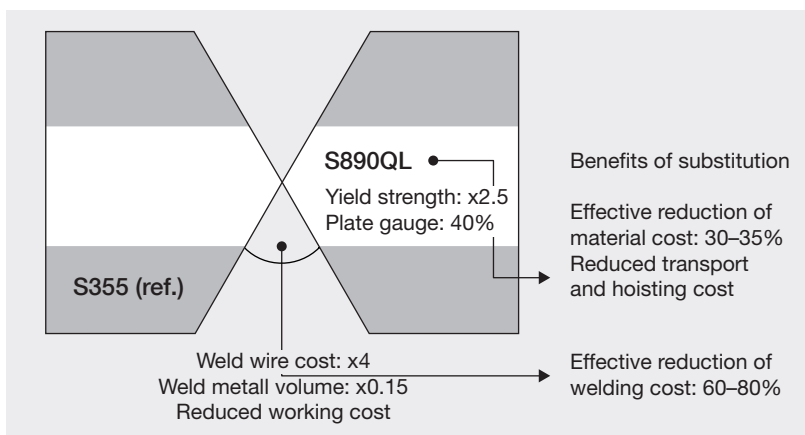 S890QL
Yield strength: x2.5
Plate gauge: 40%
S355 (ref.)
Weld wire cost: x4
Weld metall volume: x0.15
Reduced working cost
Benefits of substitution
Effective reduction of
material cost: 30–35%
Reduced transport
and hoisting cost
Effective reduction of
welding cost: 60–80%